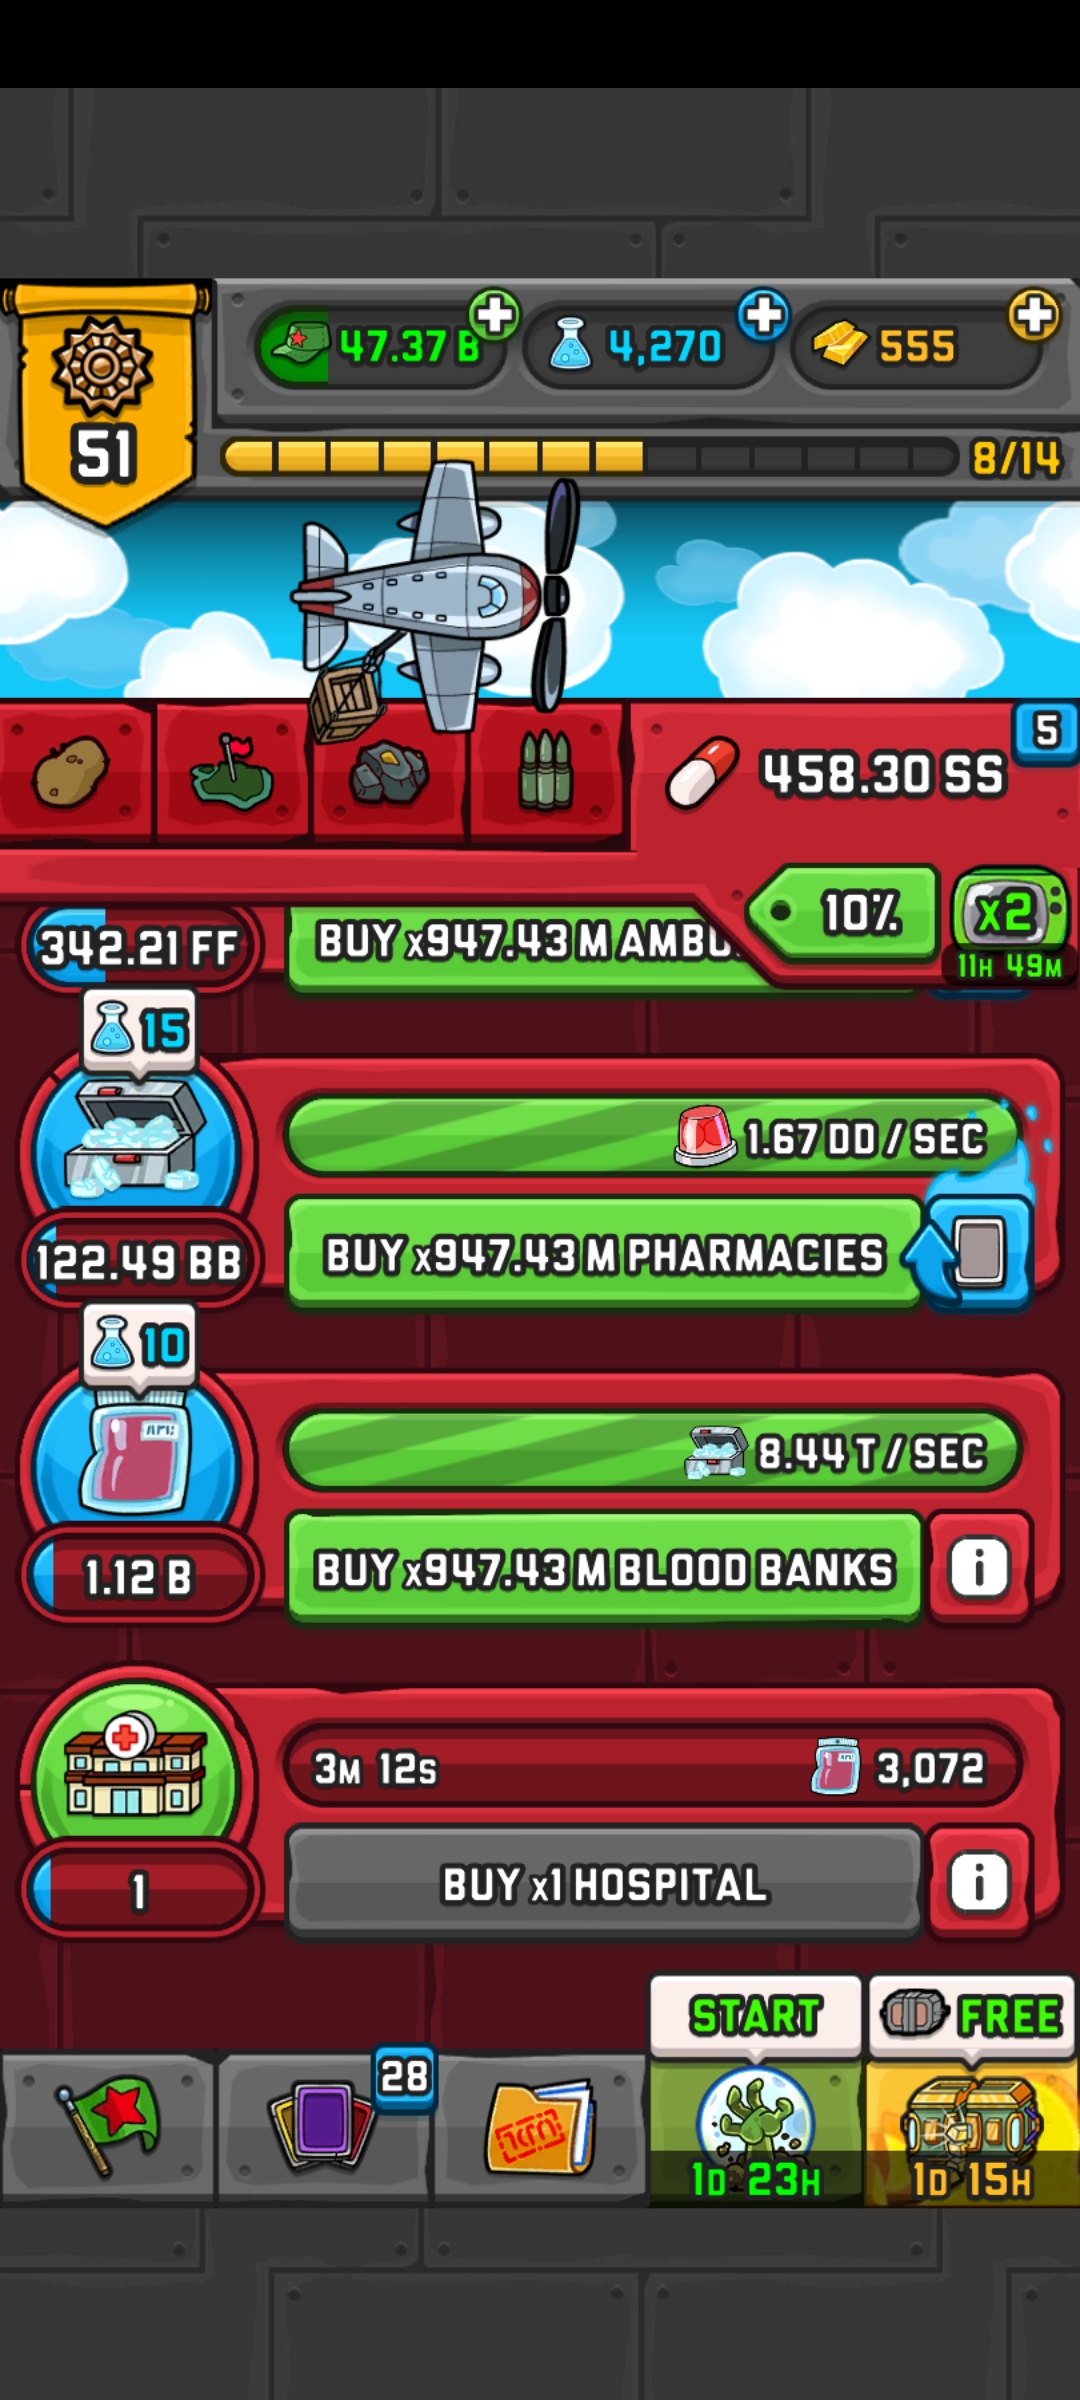 47.37 B
4,270
555
51
8/14
5
458.30 SS
10%
x2
11H 49M
342.21 FF
BUY x947.43 M AMBU
15
1.67 DD / SEC
122.49 BB
BUY x947.43 M PHARMACIES
10
8.44 T / SEC
1.12 B
BUY x947.43 M BLOOD BANKS
i
3M 12S
3,072
1
BUY x1 HOSPITAL
i
START
FREE
28
1D 23H
1D 15H